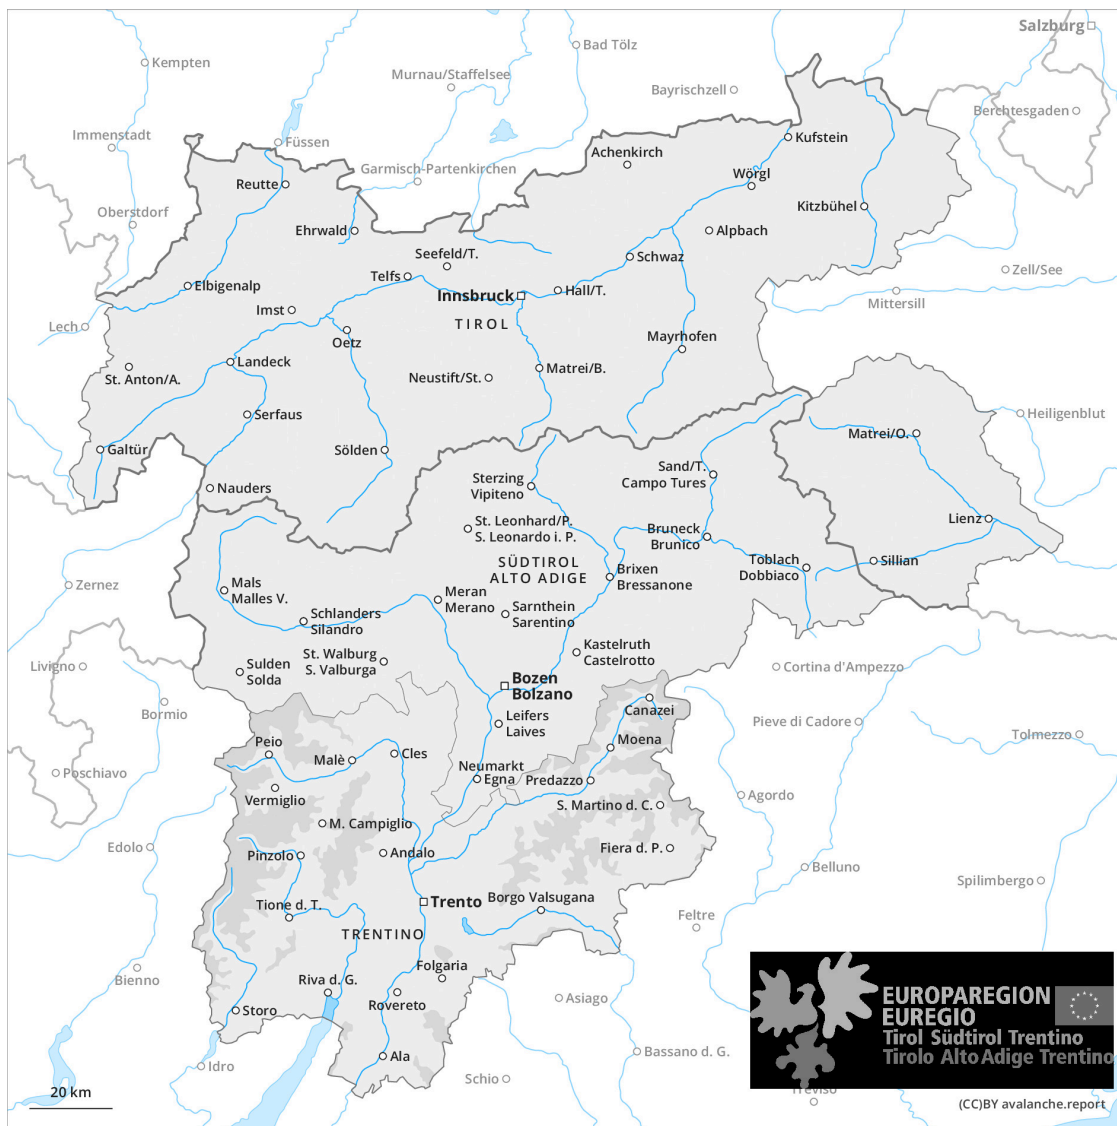 Salzburg
Bad Tölz
Kempten
Murnau/Staffelsee
Bayrischzell
Berchtesgaden
Immenstadt
Füssen
Kufstein
Achenkirch
Garmisch-Partenkirchen
Wörgl
Reutte
Kitzbühel
Oberstdorf
Ehrwald
Alpbach
Seefeld/T.
Schwaz
Zell/See
Telfs
Elbigenalp
Innsbruck
Hall/T.
Mittersill
Imst
TIROL
Lech
Oetz
Mayrhofen
Landeck
Matrei/B.
St. Anton/A.
Neustift/St.
Serfaus
Heiligenblut
Matrei/O.
Galtür
Sölden
Sand/T.
Campo Tures
Sterzing
Vipiteno
Nauders
Lienz
St. Leonhard/P.
S. Leonardo i. P.
Bruneck
Brunico
SÜDTIROL
ALTO ADIGE
Toblach
Dobbiaco
Sillian
Brixen
Bressanone
Zernez
Mals
Malles V.
Meran
Merano
Sarnthein
Sarentino
Schlanders
Silandro
Kastelruth
Castelrotto
St. Walburg
S. Valburga
Livigno
Sulden
Solda
Cortina d'Ampezzo
Bozen
Bolzano
Bormio
Canazei
Leifers
Laives
Pieve di Cadore
Tolmezzo
Peio
Moena
Malè
Cles
Neumarkt
Egna
Poschiavo
Predazzo
Vermiglio
S. Martino d. C.
Agordo
M. Campiglio
Edolo
Pinzolo
Andalo
Fiera d. P.
Belluno
Spilimbergo
Tione d. T.
Trento
Borgo Valsugana
Feltre
TRENTINO
Bienno
Folgaria
Riva d. G.
Rovereto
Asiago
Storo
EUROPAREGION
EUREGIO
Tirol Südtirol Trentino
Tirolo Alto Adige Trentino
Ala
Bassano d. G.
Idro
Schio
Treviso
20 km
(CC)BY avalanche.report